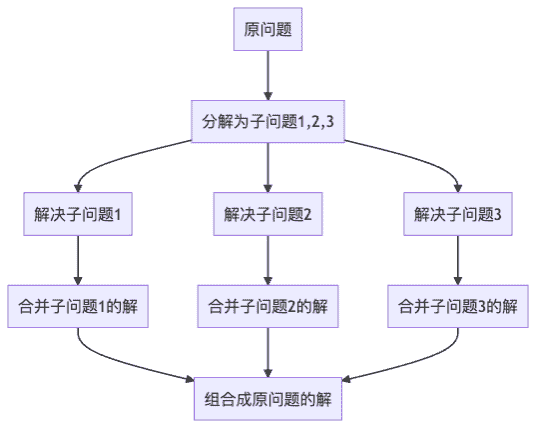 原问题
分解为子问题1,2,3
解决子问题1
解决子问题2
解决子问题3
合并子问题1的解
合并子问题2的解
合并子问题3的解
组合成原问题的解